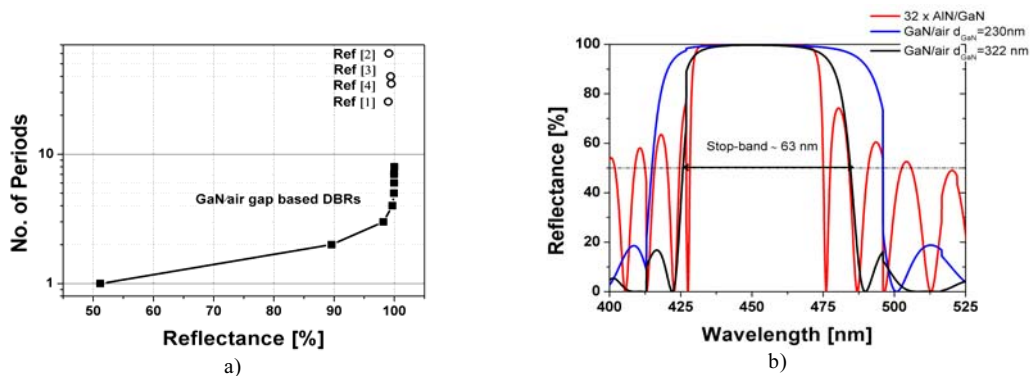 No. of Periods
10
1
Ref [2]
Ref [3]
Ref [4]
Ref [1]
GaN/air gap based DBRs
50 60 70 80 90 100
Reflectance [%]
a)
32 x AlN/GaN
GaN/air d_GaN=230nm
GaN/air d_GaN=322 nm
Reflectance [%]
100
80
60
40
20
0
Stop-band ~ 63 nm
400 425 450 475 500 525
Wavelength [nm]
b)